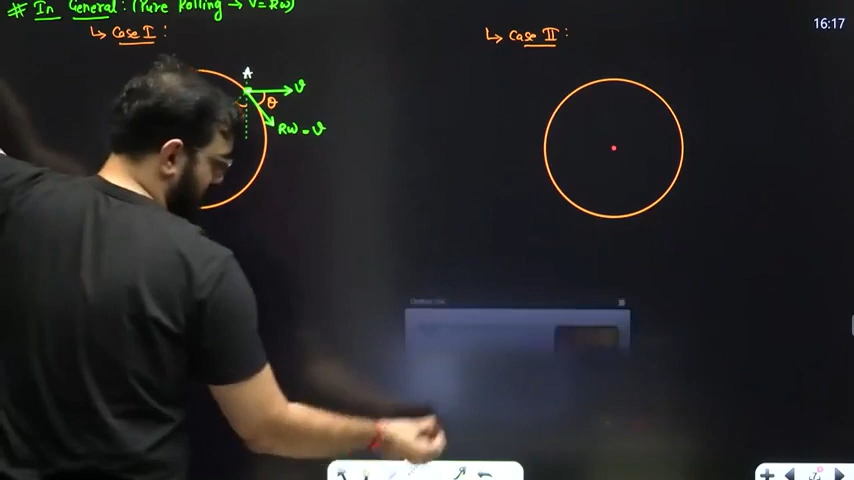 # In General: (Pure Rolling → V=Rω)
16:17
↳ Case I :
↳ Case II :
A
v
θ
Rω = v